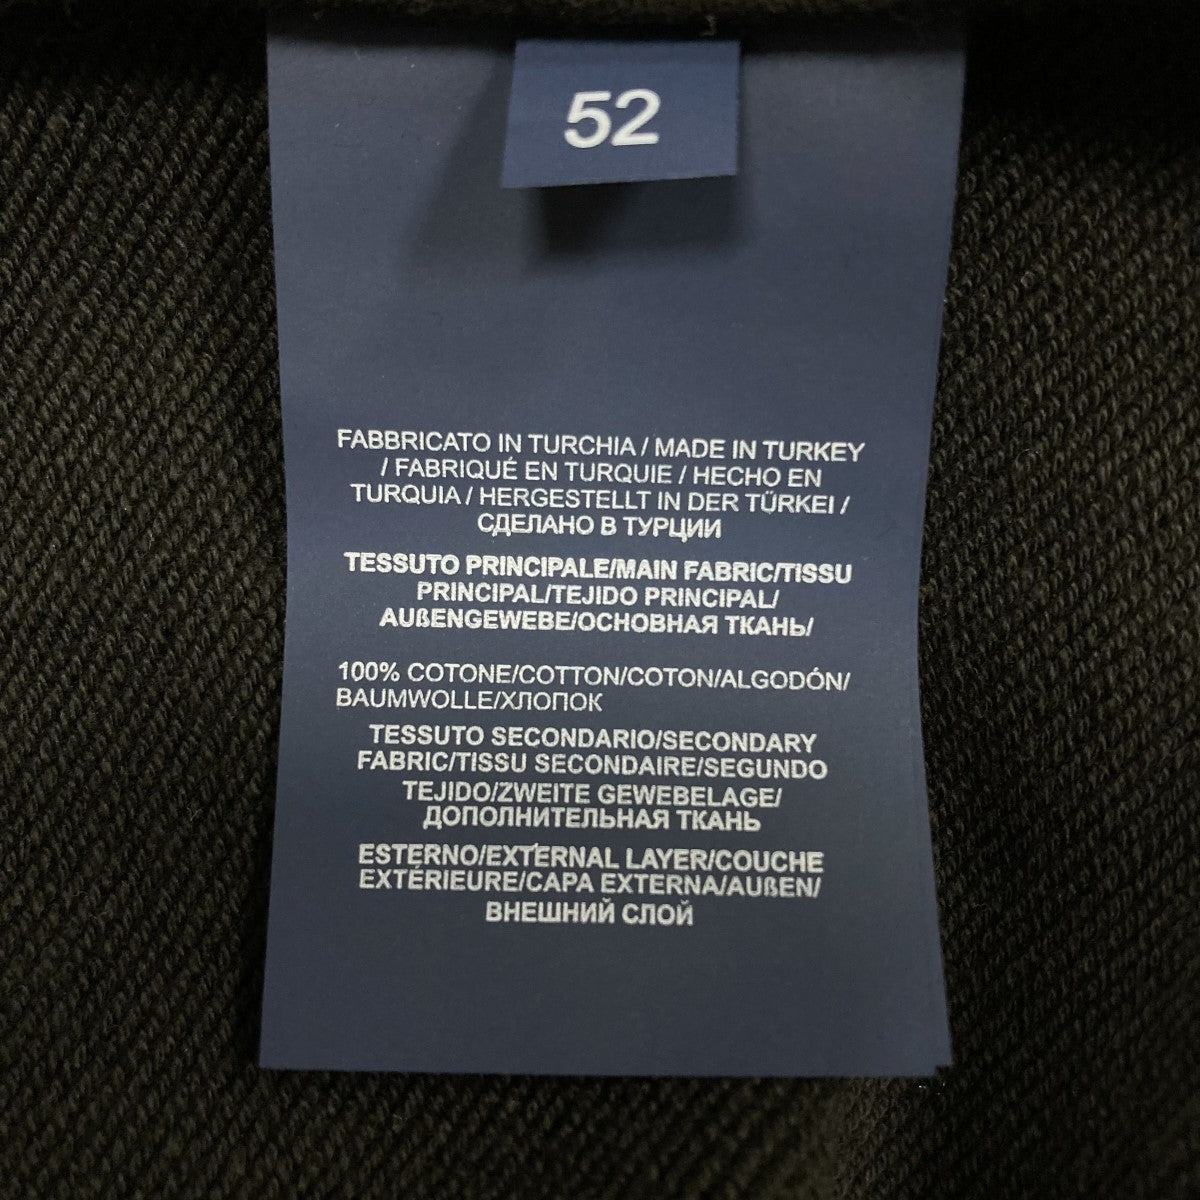 52
FABBRICATO IN TURCHIA / MADE IN TURKEY
/ FABRIQUÉ EN TURQUIE / HECHO EN
TURQUIA / HERGESTELLT IN DER TÜRKEI /
СДЕЛАНО В ТУРЦИИ
TESSUTO PRINCIPALE/MAIN FABRIC/TISSU
PRINCIPAL/TEJIDO PRINCIPAL/
AUßENGEWEBE/ОСНОВНАЯ ТКАНЬ/
100% COTONE/COTTON/COTON/ALGODÓN/
BAUMWOLLE/ХЛОПОК
TESSUTO SECONDARIO/SECONDARY
FABRIC/TISSU SECONDAIRE/SEGUNDO
TEJIDO/ZWEITE GEWEBELAGE/
ДОПОЛНИТЕЛЬНАЯ ТКАНЬ
ESTERNO/EXTERNAL LAYER/COUCHE
EXTÉRIEURE/CAPA EXTERNA/AUßEN/
ВНЕШНИЙ СЛОЙ